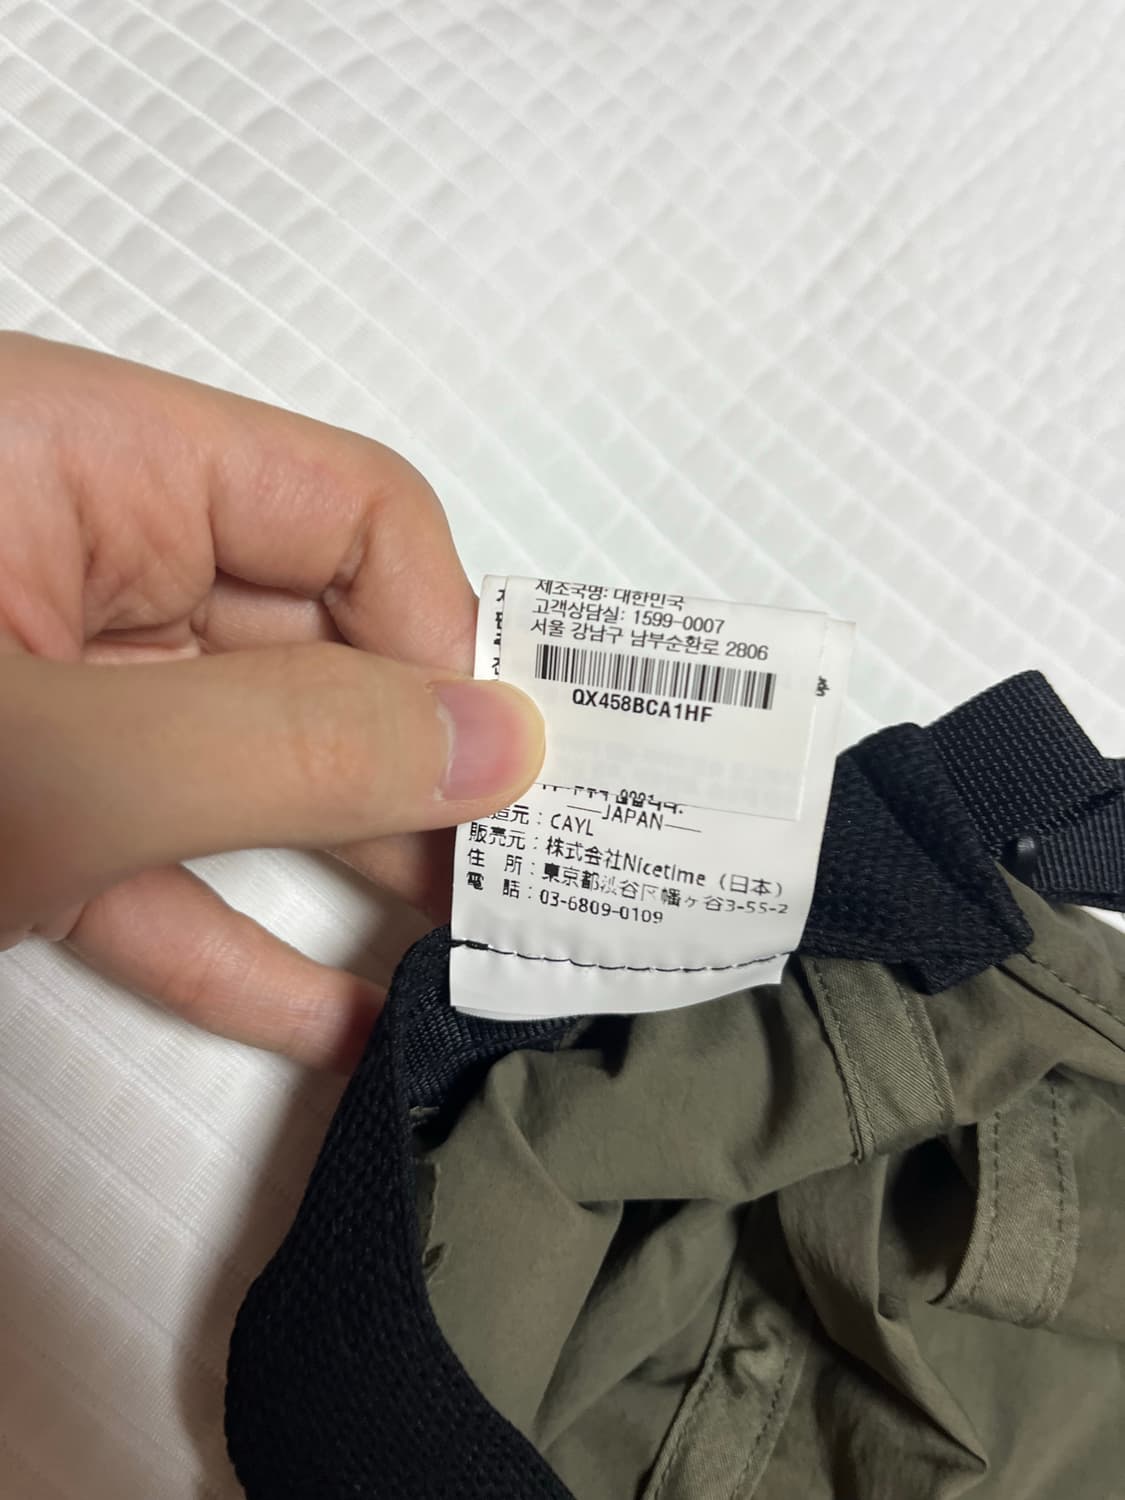 제조국명: 대한민국
고객상담실: 1599-0007
서울 강남구 남부순환로 2806
QX458BCA1HF
JAPAN
造元 : CAYL
販売元 : 株式会社Nicetime (日本)
住 所 : 東京都渋谷区幡ヶ谷3-55-2
電 話 : 03-6809-0109